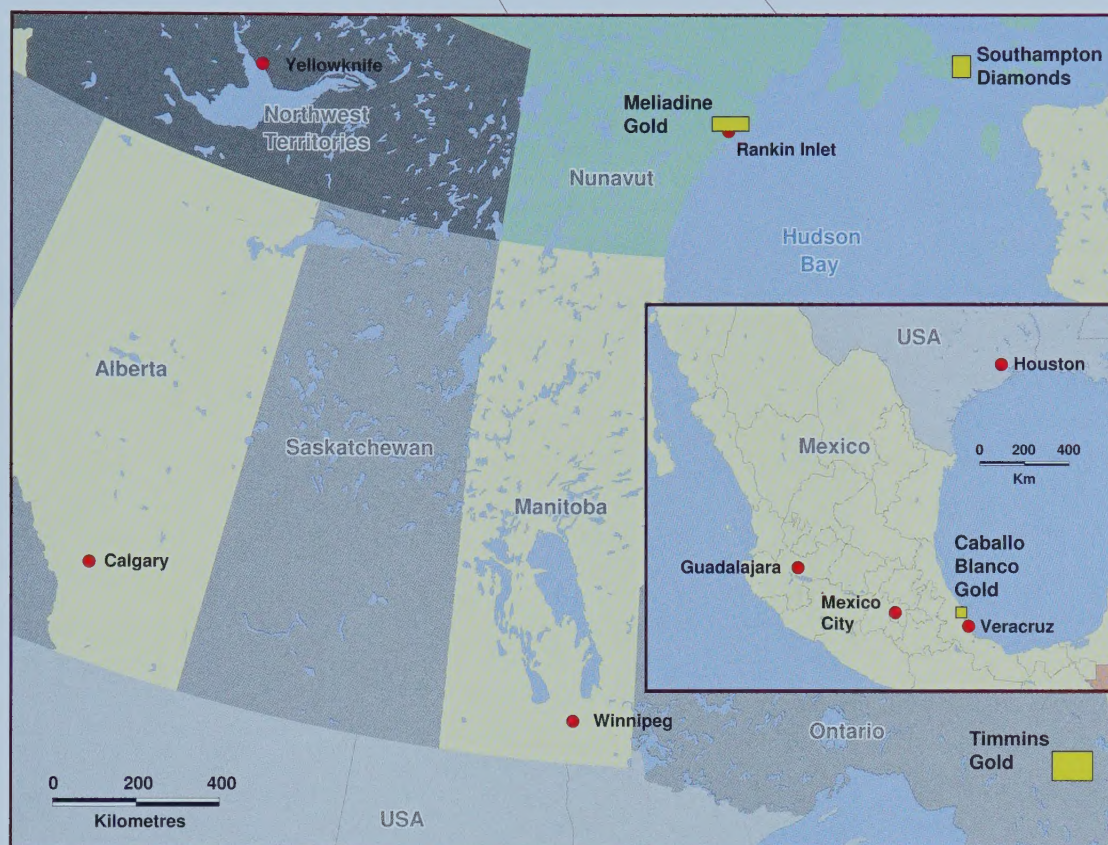 Yellowknife
Northwest
Territories
Southampton
Diamonds
Meliadine
Gold
Rankin Inlet
Nunavut
Hudson
Bay
Alberta
Saskatchewan
Manitoba
Calgary
Winnipeg
Ontario
Timmins
Gold
0 200 400
Kilometres
USA
USA
Houston
Mexico
0 200 400
Km
Caballo
Blanco
Gold
Guadalajara
Mexico
City
Veracruz